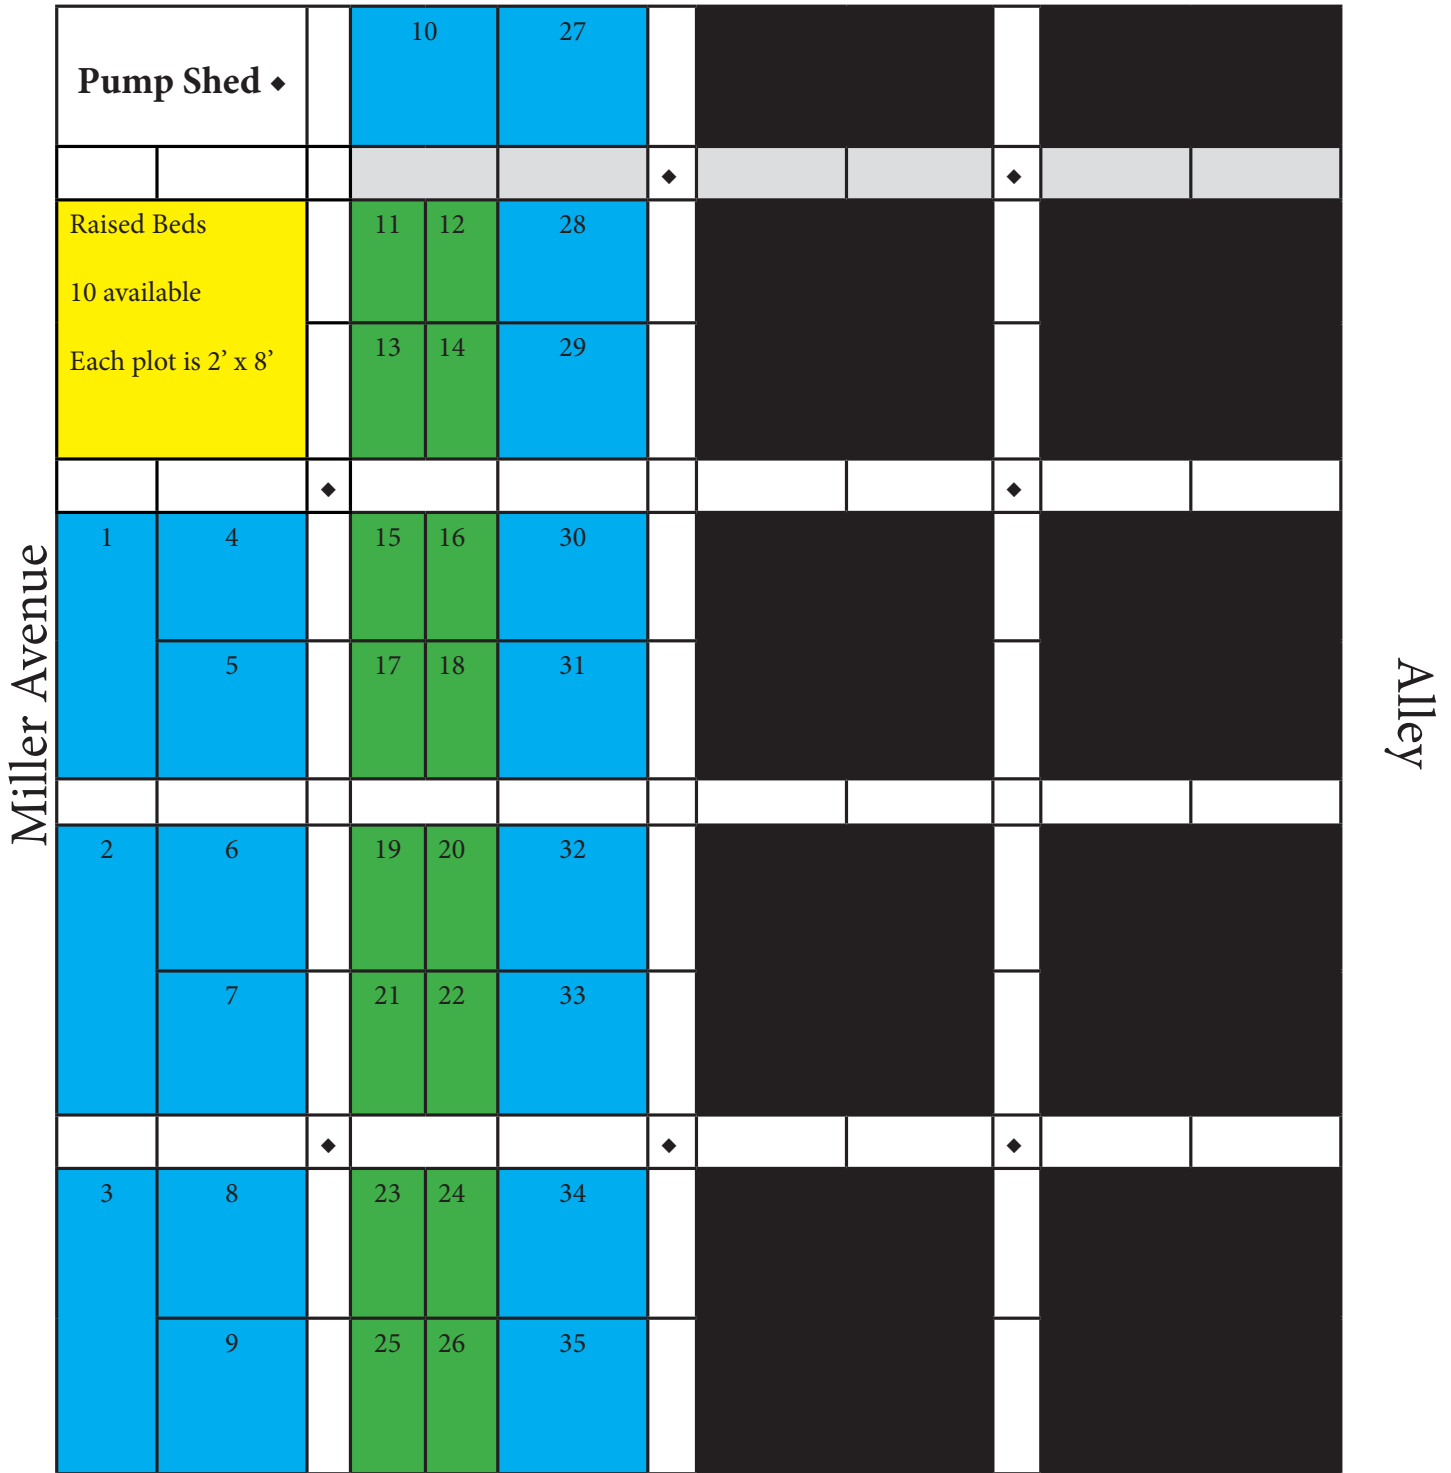 10 27
Pump Shed ◆
◆ ◆
Raised Beds 11 12 28
10 available
Each plot is 2’ x 8’ 13 14 29
◆ ◆
1 4 15 16 30
5 17 18 31
Miller Avenue
Alley
2 6 19 20 32
7 21 22 33
◆ ◆ ◆
3 8 23 24 34
9 25 26 35